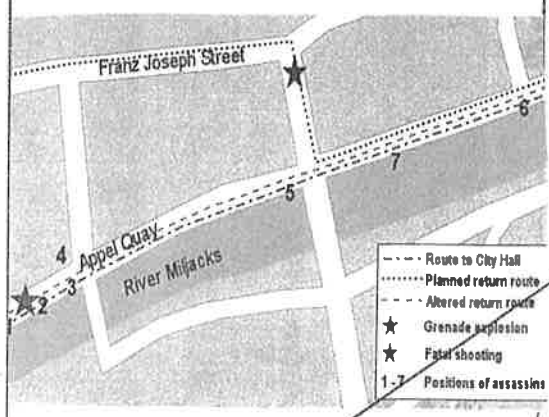 Franz Joseph Street
6
7
5
4
Appel Quay
3
River Miljacks
2
1
Route to City Hall
Planned return route
Altered return route
Grenade explosion
Fatal shooting
1-7 Positions of assassins